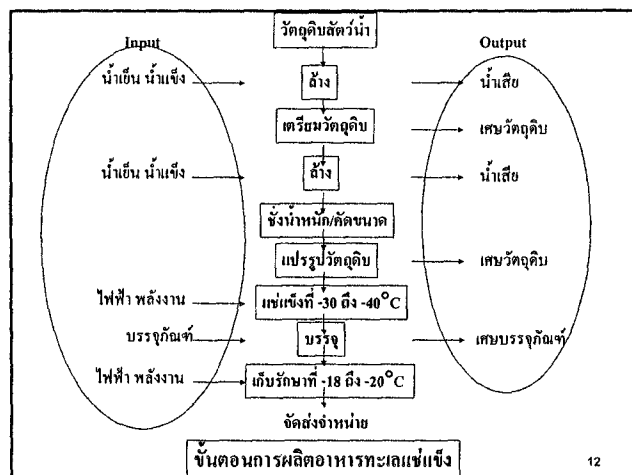 วัตถุดิบสัตว์น้ำ
Input
Output
น้ำเย็น น้ำแข็ง
ล้าง
น้ำเสีย
เตรียมวัตถุดิบ
เศษวัตถุดิบ
น้ำเย็น น้ำแข็ง
ล้าง
น้ำเสีย
ชั่งน้ำหนัก/คัดขนาด
แปรรูปวัตถุดิบ
เศษวัตถุดิบ
ไฟฟ้า พลังงาน
แช่แข็งที่ -30 ถึง -40°C
บรรจุภัณฑ์
บรรจุ
เศษบรรจุภัณฑ์
ไฟฟ้า พลังงาน
เก็บรักษาที่ -18 ถึง -20°C
จัดส่งจำหน่าย
ขั้นตอนการผลิตอาหารทะเลแช่แข็ง
12